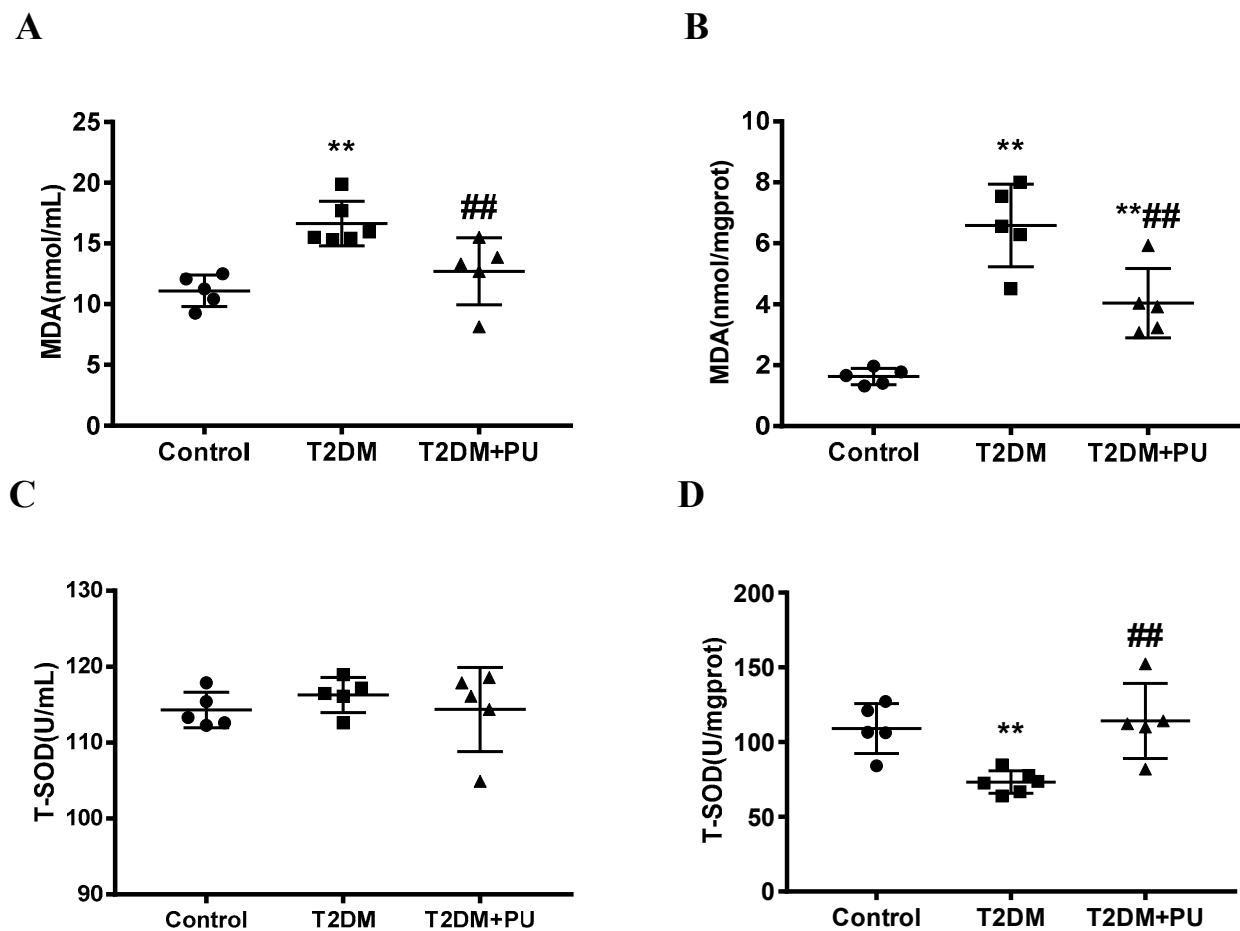 A
MDA(nmol/mL)
25
20
15
10
5
0
**
##
Control T2DM T2DM+PU
B
MDA(nmol/mgprot)
10
8
6
4
2
0
**
**##
Control T2DM T2DM+PU
C
T-SOD(U/mL)
130
120
110
100
90
Control T2DM T2DM+PU
D
T-SOD(U/mgprot)
200
150
100
50
0
**
##
Control T2DM T2DM+PU